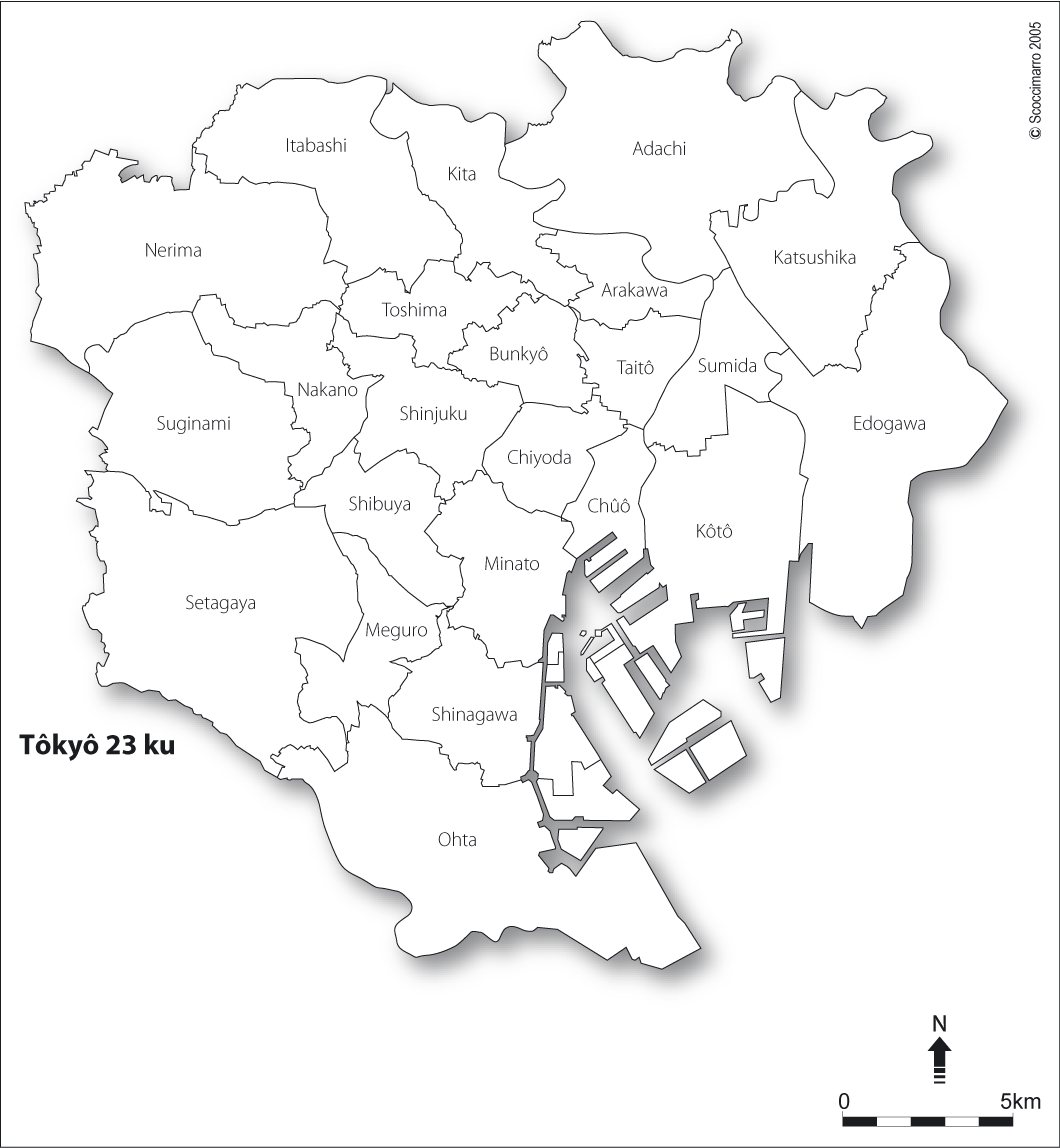 © Scoccimarro 2005
Itabashi
Adachi
Kita
Nerima
Katsushika
Arakawa
Toshima
Bunkyô
Taitô
Sumida
Nakano
Shinjuku
Suginami
Edogawa
Chiyoda
Shibuya
Chûô
Kôtô
Minato
Setagaya
Meguro
Shinagawa
Tôkyô 23 ku
Ohta
N
0 5km